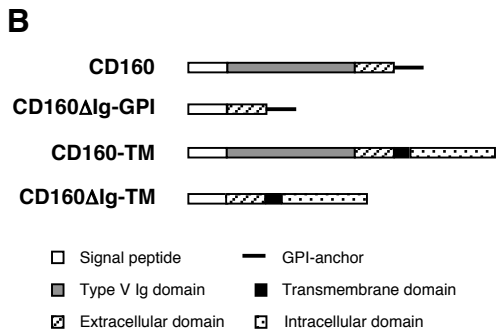 B
CD160
CD160ΔIg-GPI
CD160-TM
CD160ΔIg-TM
Signal peptide
GPI-anchor
Type V Ig domain
Transmembrane domain
Extracellular domain
Intracellular domain